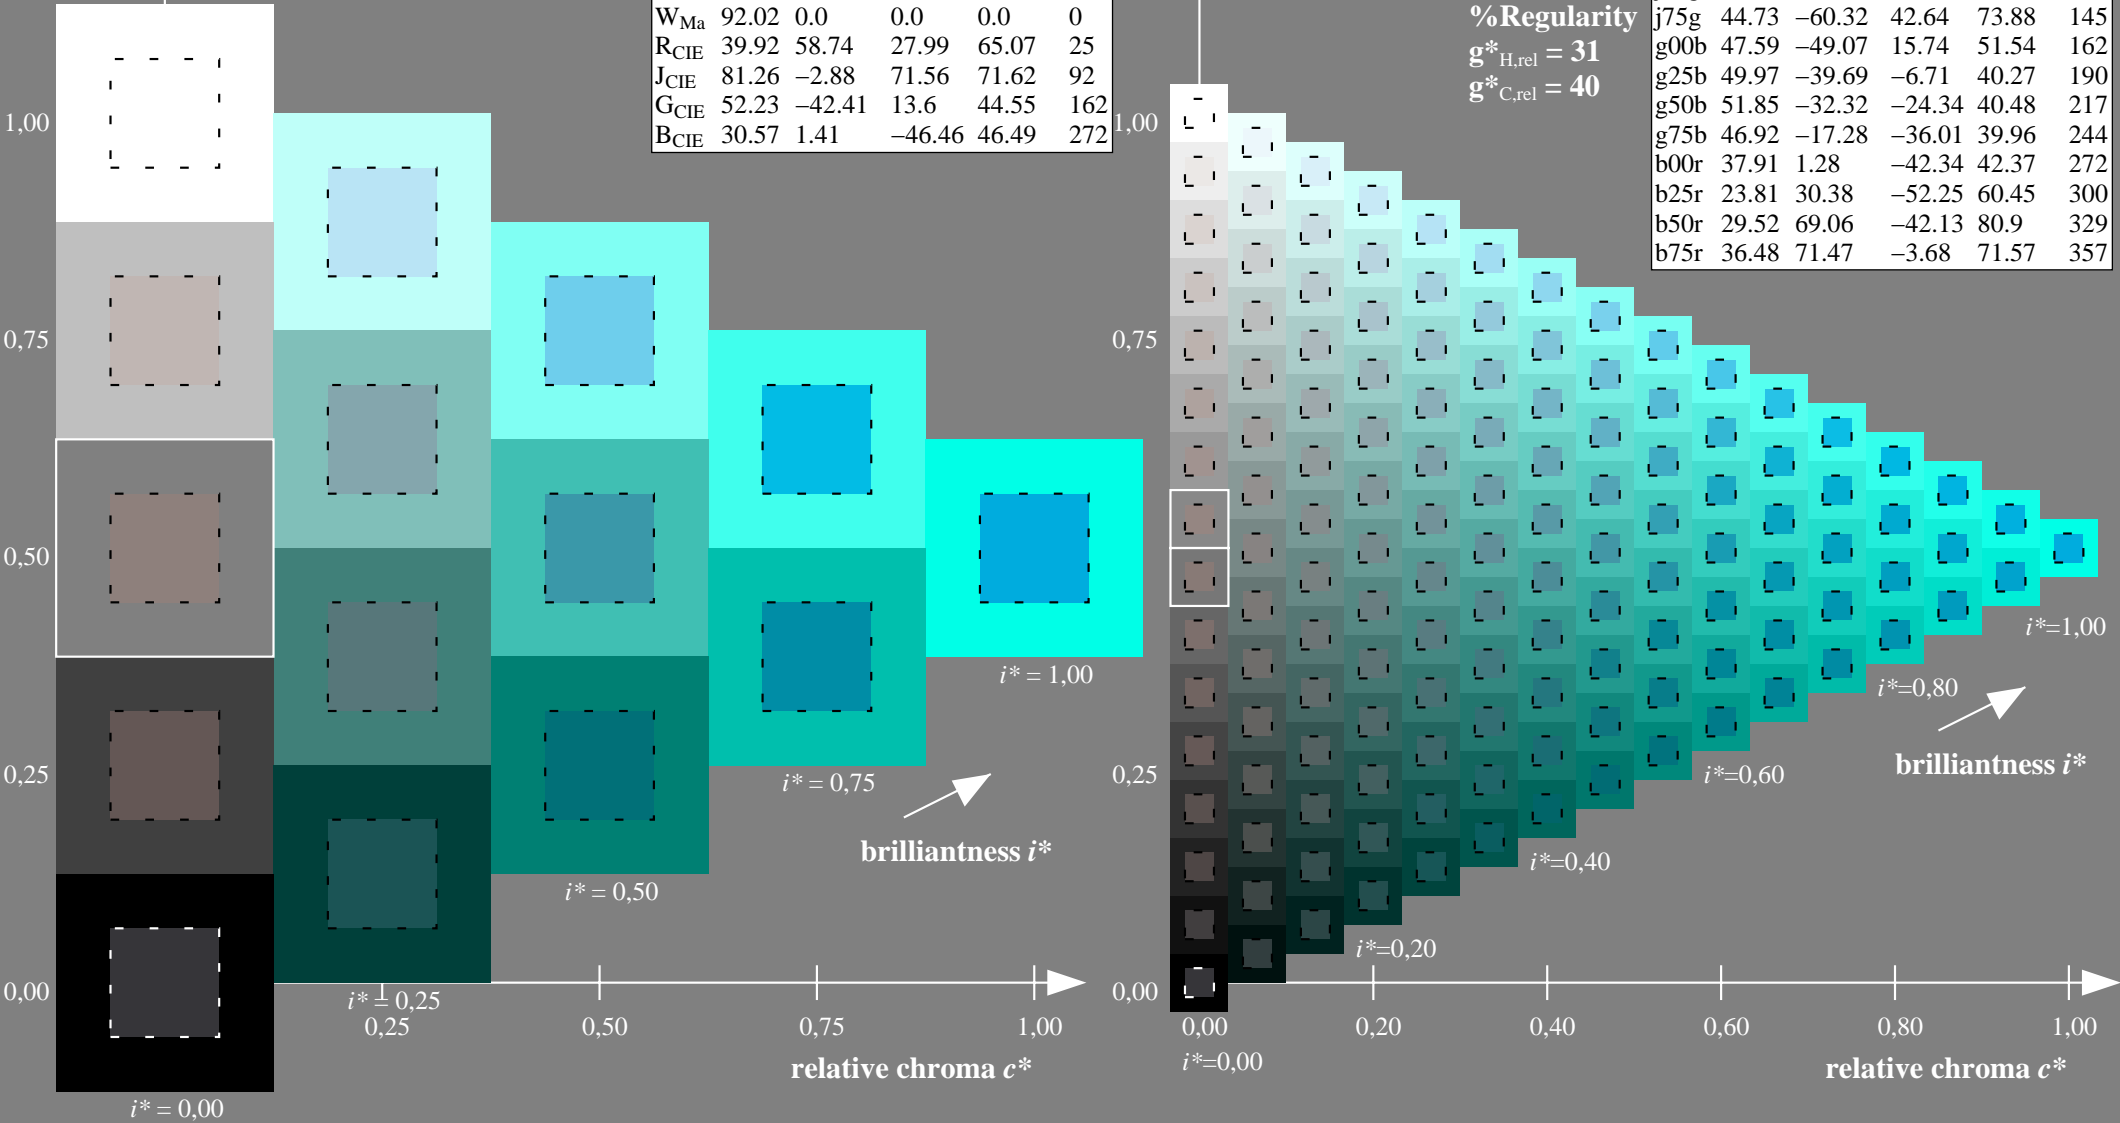 W_Ma 92.02 0.0 0.0 0.0 0
R_CIE 39.92 58.74 27.99 65.07 25
J_CIE 81.26 −2.88 71.56 71.62 92
G_CIE 52.23 −42.41 13.6 44.55 162
B_CIE 30.57 1.41 −46.46 46.49 272
1,00
0,75
0,50
0,25
0,00
i* = 1,00
i* = 0,75
brilliantness i*
i* = 0,50
i* = 0,25
0,25 0,50 0,75 1,00
relative chroma c*
i* = 0,00
%Regularity
g*H,rel = 31
g*C,rel = 40
j75g 44.73 −60.32 42.64 73.88 145
g00b 47.59 −49.07 15.74 51.54 162
g25b 49.97 −39.69 −6.71 40.27 190
g50b 51.85 −32.32 −24.34 40.48 217
g75b 46.92 −17.28 −36.01 39.96 244
b00r 37.91 1.28 −42.34 42.37 272
b25r 23.81 30.38 −52.25 60.45 300
b50r 29.52 69.06 −42.13 80.9 329
b75r 36.48 71.47 −3.68 71.57 357
1,00
0,75
0,25
0,00
i*=1,00
i*=0,80
brilliantness i*
i*=0,60
i*=0,40
i*=0,20
0,00 0,20 0,40 0,60 0,80 1,00
i*=0,00
relative chroma c*